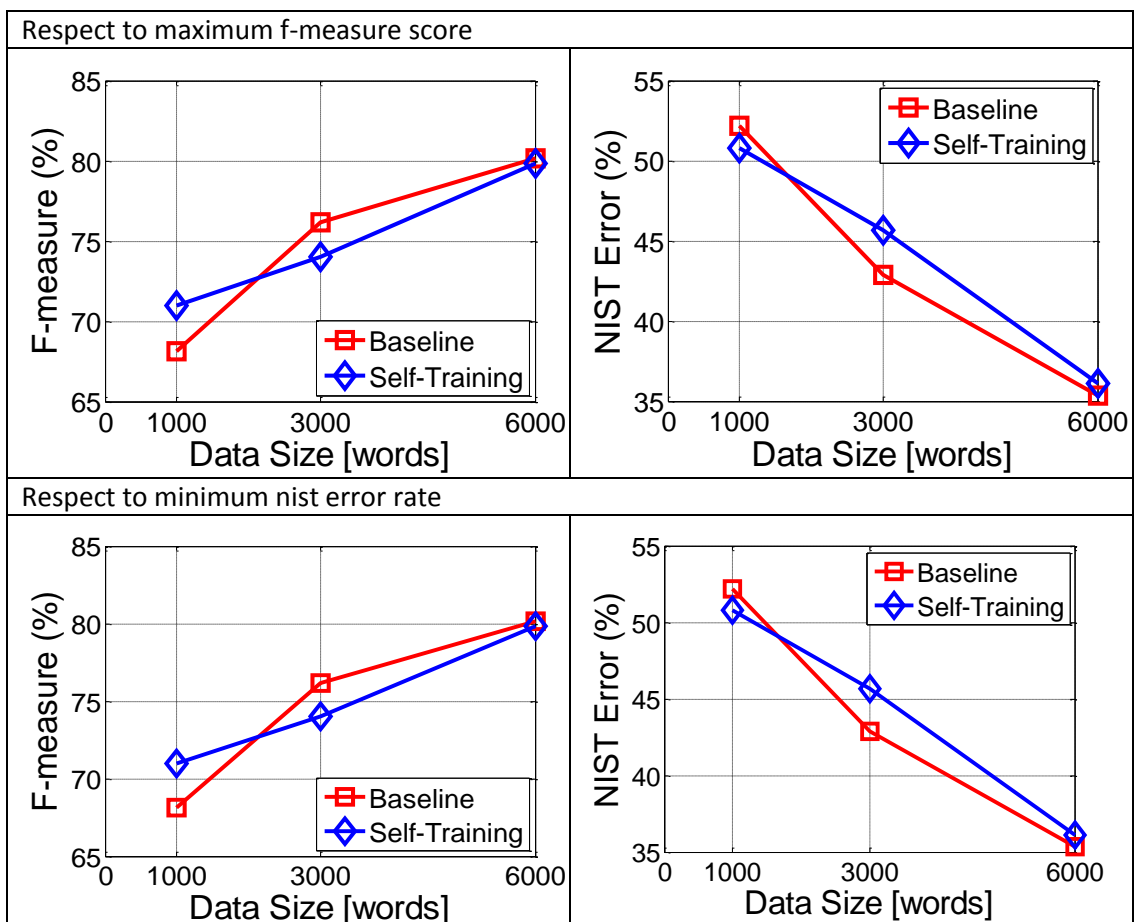 Respect to maximum f-measure score
F-measure (%)
85
80
75
70
65
0
1000
3000
6000
Data Size [words]
Baseline
Self-Training
NIST Error (%)
55
50
45
40
35
0
1000
3000
6000
Data Size [words]
Baseline
Self-Training
Respect to minimum nist error rate
F-measure (%)
85
80
75
70
65
0
1000
3000
6000
Data Size [words]
Baseline
Self-Training
NIST Error (%)
55
50
45
40
35
0
1000
3000
6000
Data Size [words]
Baseline
Self-Training